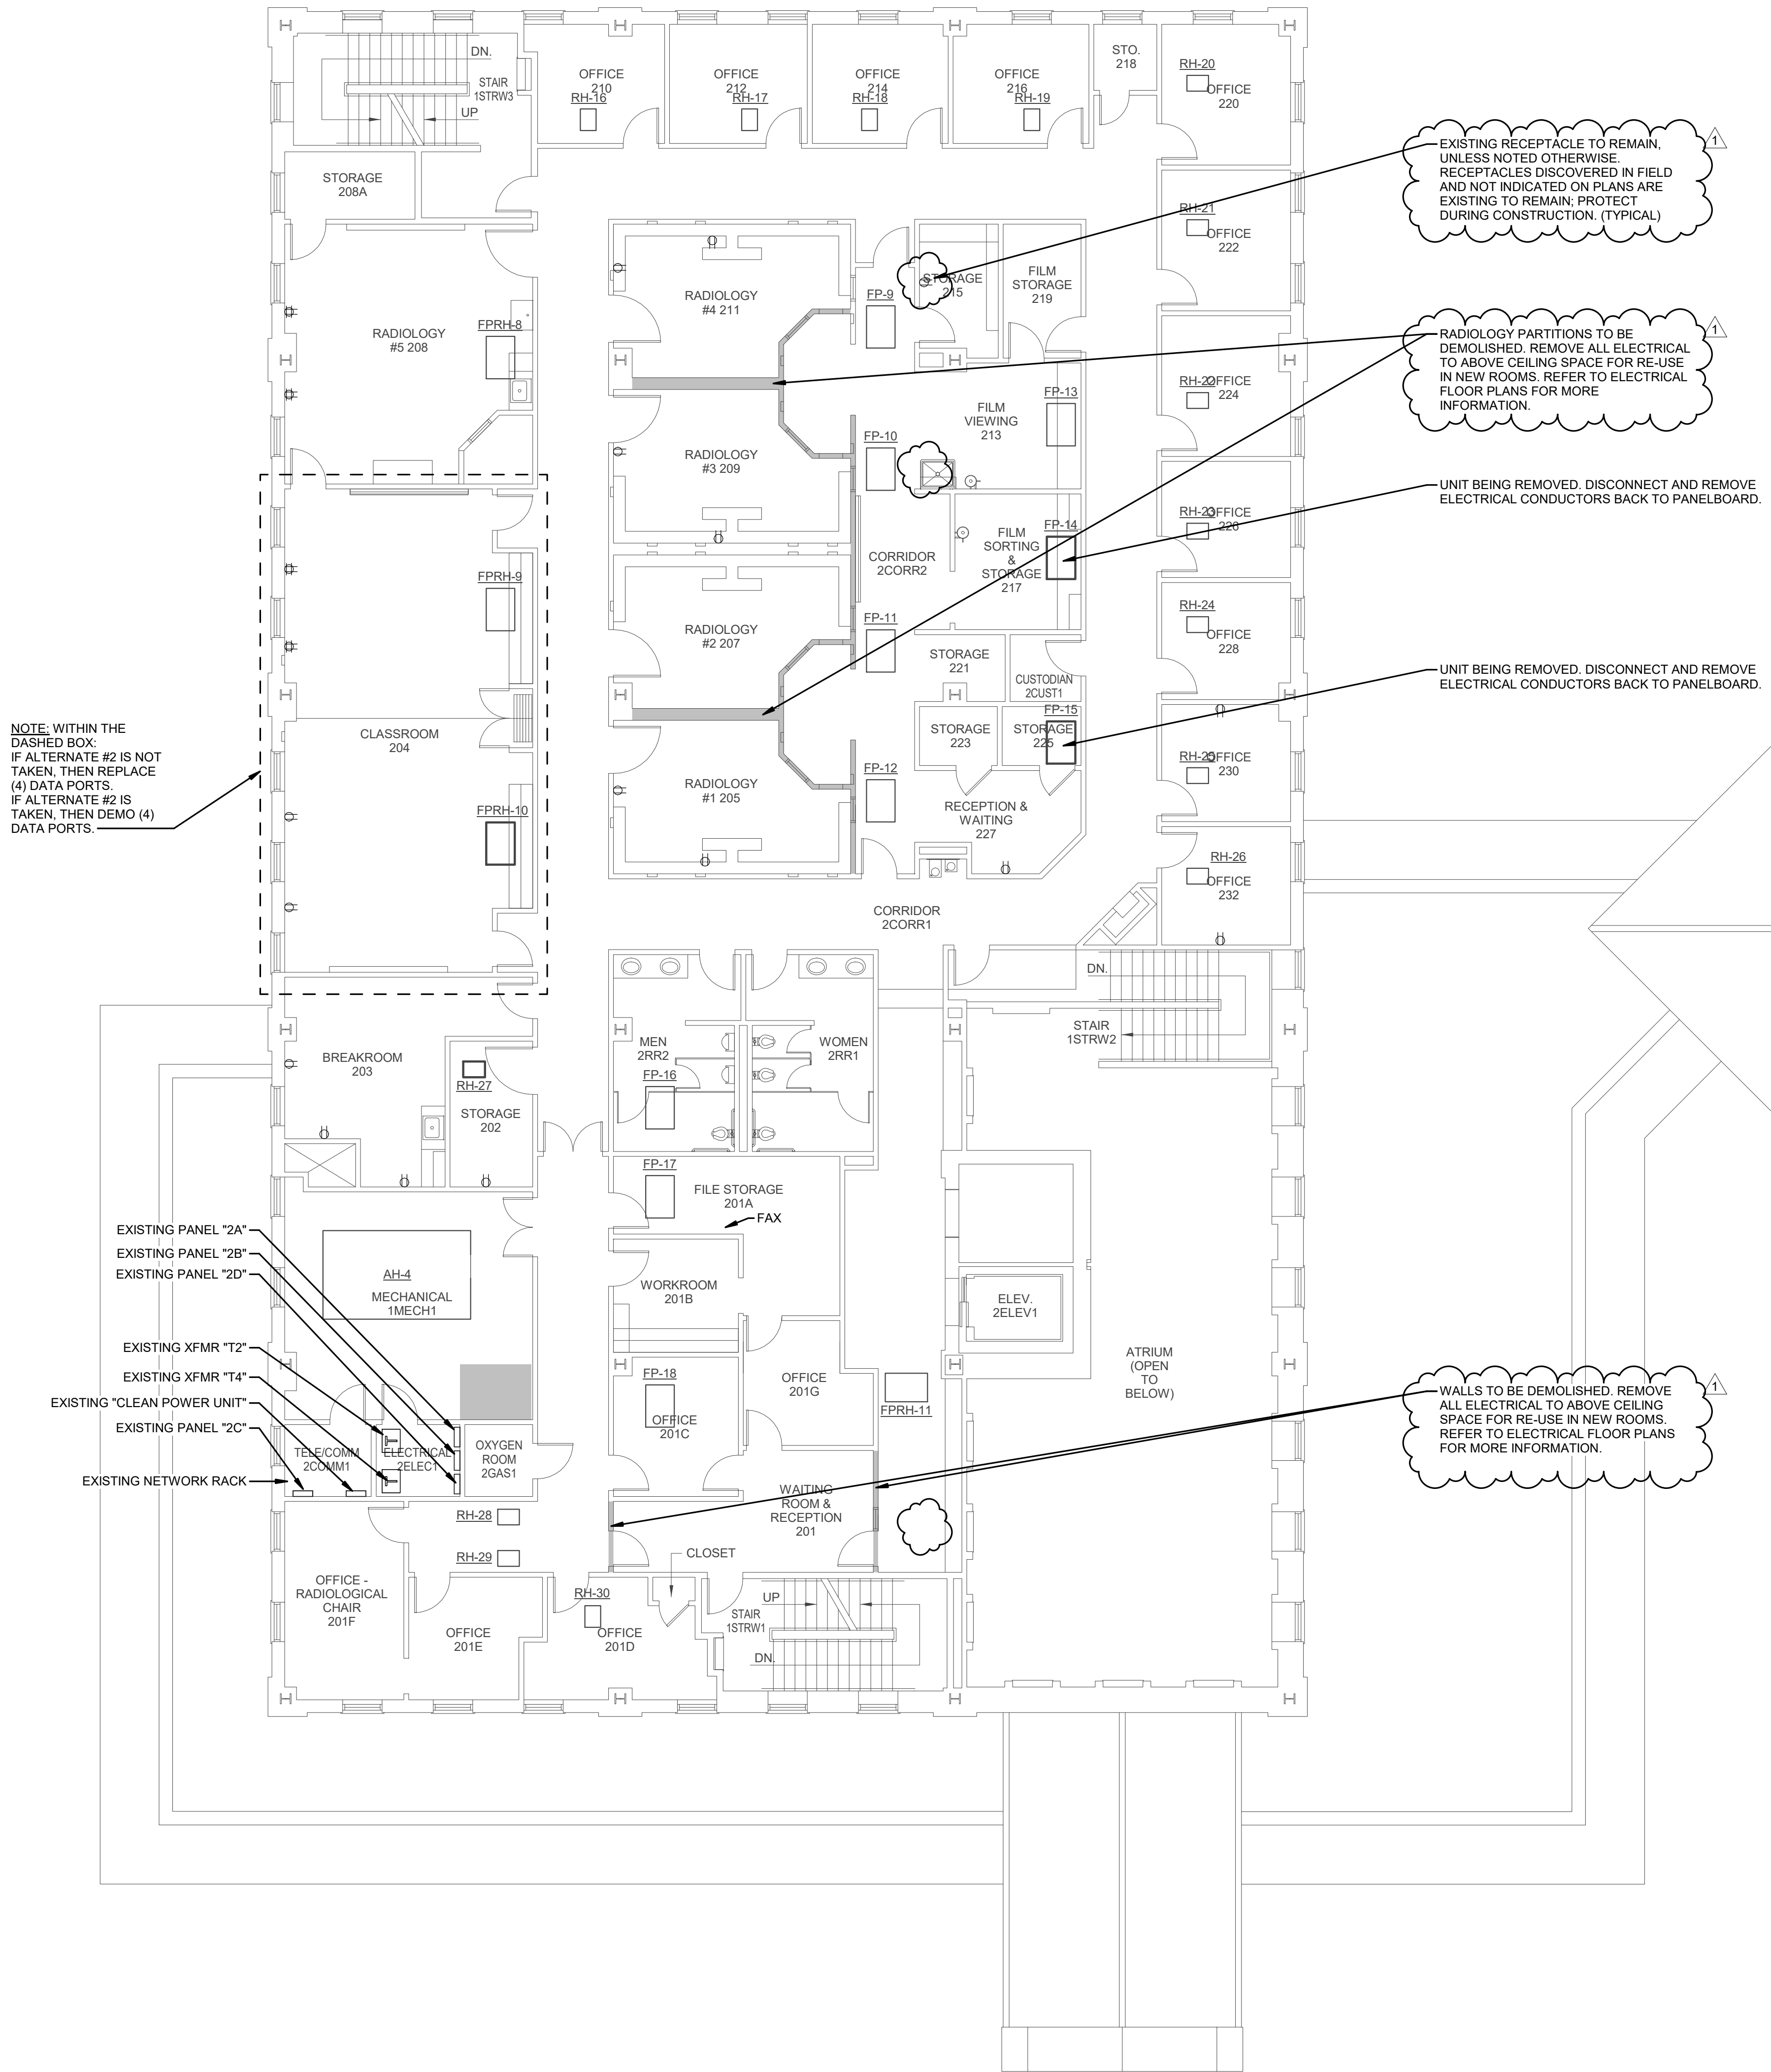 DN.
STAIR
1STRW3
UP
OFFICE
210
RH-16
OFFICE
212
RH-17
OFFICE
214
RH-18
OFFICE
216
RH-19
STO.
218
RH-20
OFFICE
220
STORAGE
208A
RH-21
OFFICE
222
EXISTING RECEPTACLE TO REMAIN,
UNLESS NOTED OTHERWISE.
RECEPTACLES DISCOVERED IN FIELD
AND NOT INDICATED ON PLANS ARE
EXISTING TO REMAIN; PROTECT
DURING CONSTRUCTION. (TYPICAL)
1
RADIOLOGY
#5 208
FPRH-8
RADIOLOGY
#4 211
FP-9
STORAGE
215
FILM
STORAGE
219
RADIOLOGY PARTITIONS TO BE
DEMOLISHED. REMOVE ALL ELECTRICAL
TO ABOVE CEILING SPACE FOR RE-USE
IN NEW ROOMS. REFER TO ELECTRICAL
FLOOR PLANS FOR MORE
INFORMATION.
1
RH-22
OFFICE
224
FP-13
FILM
VIEWING
213
FP-10
RADIOLOGY
#3 209
UNIT BEING REMOVED. DISCONNECT AND REMOVE
ELECTRICAL CONDUCTORS BACK TO PANELBOARD.
RH-23
OFFICE
226
FP-14
FILM
SORTING
&
STORAGE
217
CORRIDOR
2CORR2
FPRH-9
RADIOLOGY
#2 207
FP-11
RH-24
OFFICE
228
STORAGE
221
CUSTODIAN
2CUST1
UNIT BEING REMOVED. DISCONNECT AND REMOVE
ELECTRICAL CONDUCTORS BACK TO PANELBOARD.
NOTE: WITHIN THE
DASHED BOX:
IF ALTERNATE #2 IS NOT
TAKEN, THEN REPLACE
(4) DATA PORTS.
IF ALTERNATE #2 IS
TAKEN, THEN DEMO (4)
DATA PORTS.
CLASSROOM
204
FPRH-10
STORAGE
223
FP-15
STORAGE
225
RH-25
OFFICE
230
RADIOLOGY
#1 205
FP-12
RECEPTION &
WAITING
227
RH-26
OFFICE
232
CORRIDOR
2CORR1
DN.
STAIR
1STRW2
BREAKROOM
203
RH-27
STORAGE
202
MEN
2RR2
FP-16
WOMEN
2RR1
FP-17
FILE STORAGE
201A
FAX
EXISTING PANEL "2A"
EXISTING PANEL "2B"
EXISTING PANEL "2D"
AH-4
MECHANICAL
1MECH1
WORKROOM
201B
ELEV.
2ELEV1
EXISTING XFMR "T2"
EXISTING XFMR "T4"
EXISTING "CLEAN POWER UNIT"
EXISTING PANEL "2C"
EXISTING NETWORK RACK
ATRIUM
(OPEN
TO
BELOW)
FP-18
OFFICE
201C
OFFICE
201G
FPRH-11
WALLS TO BE DEMOLISHED. REMOVE
ALL ELECTRICAL TO ABOVE CEILING
SPACE FOR RE-USE IN NEW ROOMS.
REFER TO ELECTRICAL FLOOR PLANS
FOR MORE INFORMATION.
1
TELE/COMM
2COMM1
ELECTRICAL
2ELEC1
OXYGEN
ROOM
2GAS1
WAITING
ROOM &
RECEPTION
201
RH-28
RH-29
CLOSET
OFFICE -
RADIOLOGICAL
CHAIR
201F
OFFICE
201E
RH-30
OFFICE
201D
STAIR
1STRW1
UP
DN.